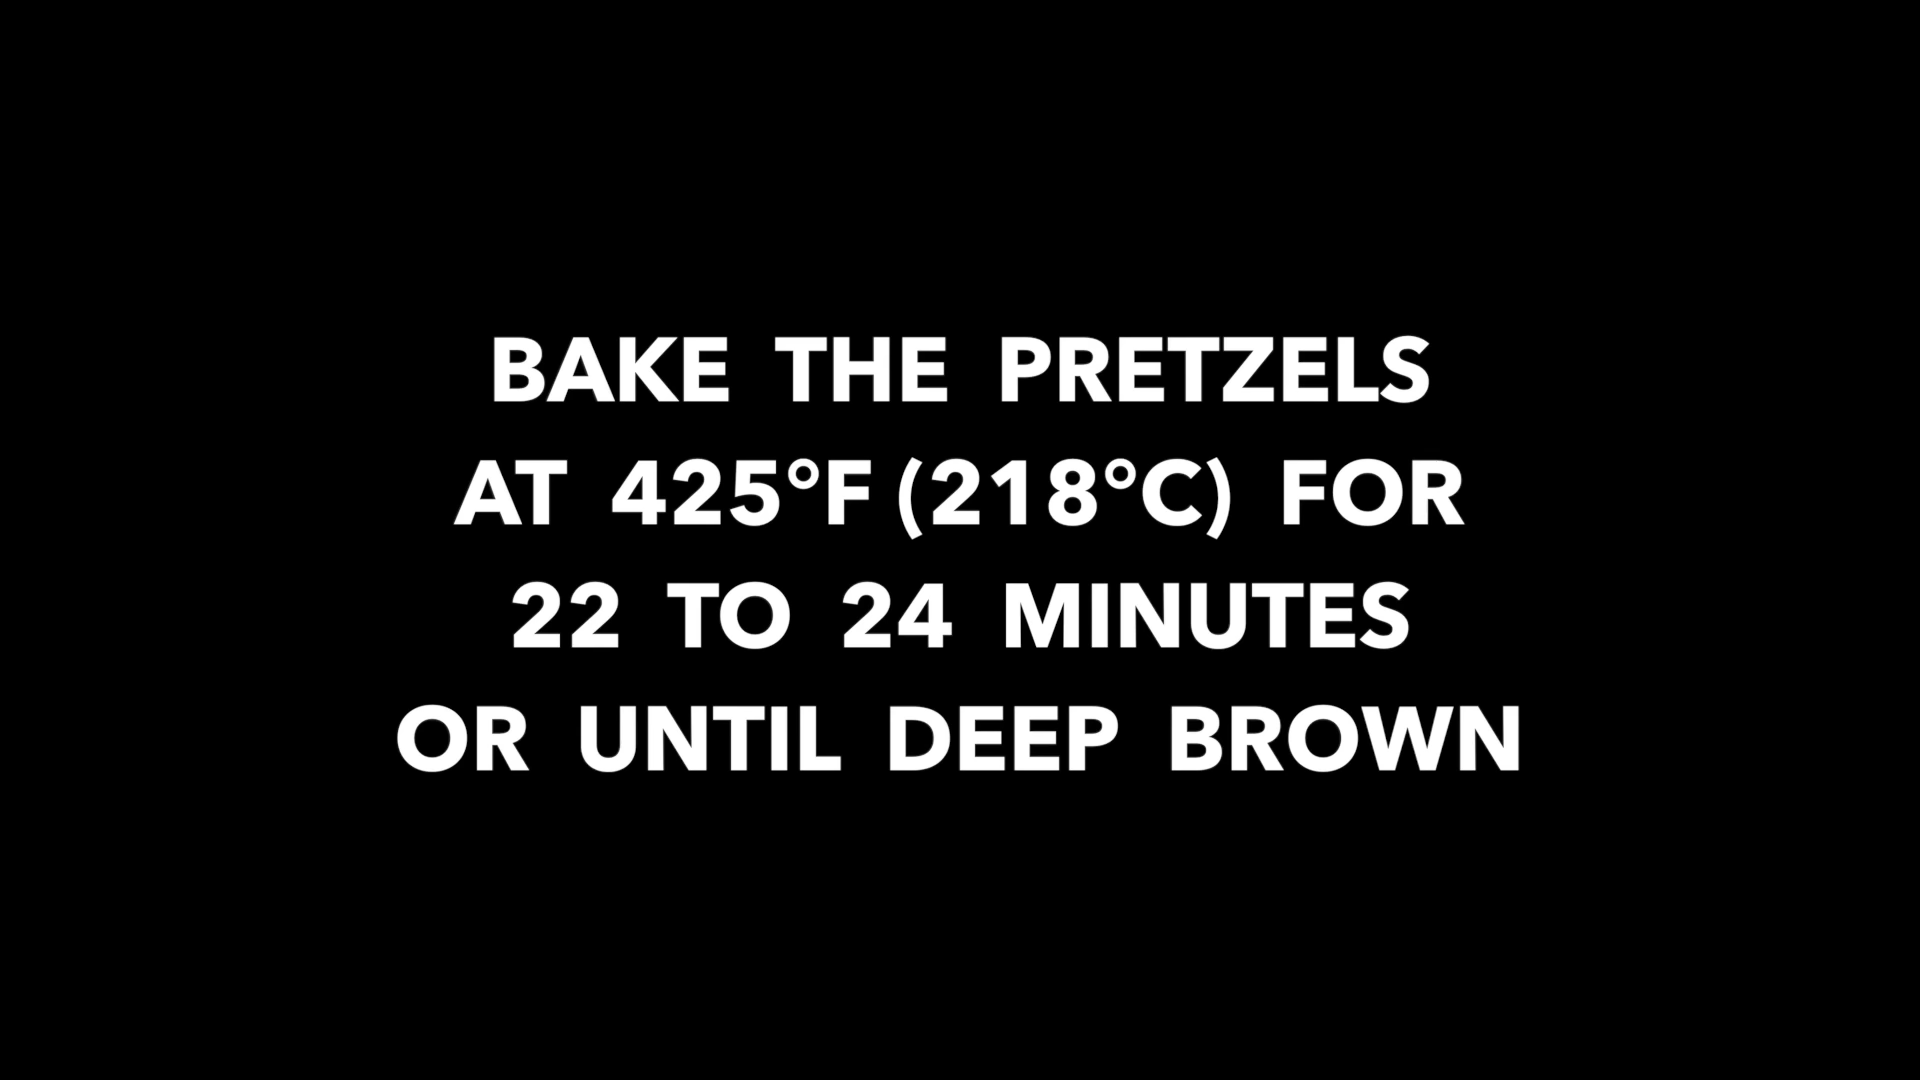 BAKE THE PRETZELS
AT 425°F (218°C) FOR
22 TO 24 MINUTES
OR UNTIL DEEP BROWN